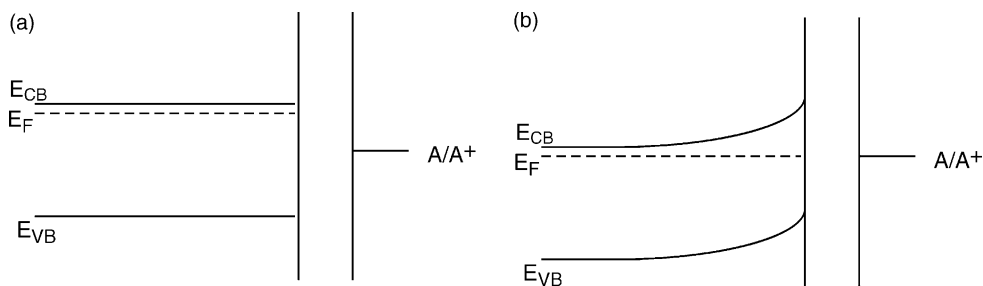 (a)
E_CB
E_F
A/A+
E_VB
(b)
E_CB
E_F
A/A+
E_VB